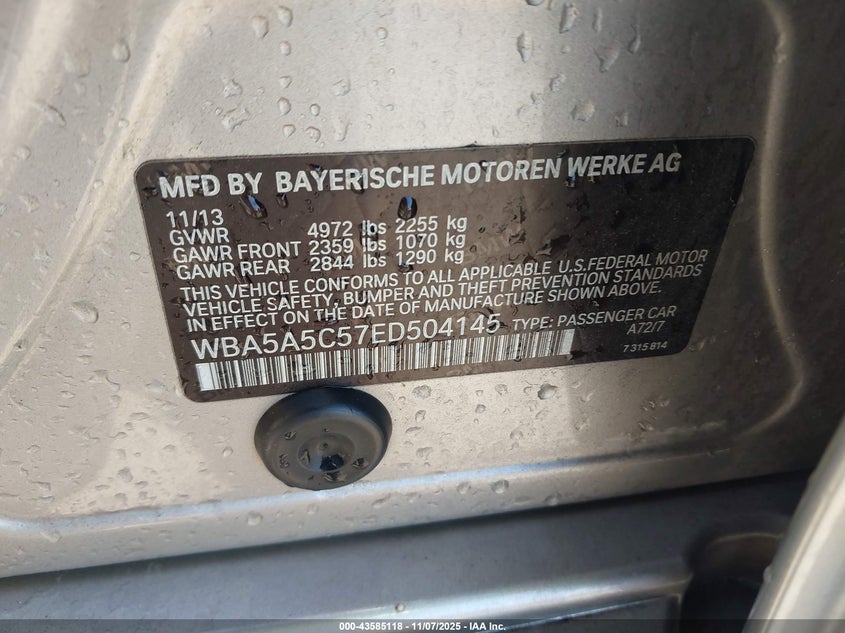 MFD BY BAYERISCHE MOTOREN WERKE AG
11/13
GVWR 4972 lbs 2255 kg
GAWR FRONT 2359 lbs 1070 kg
GAWR REAR 2844 lbs 1290 kg
THIS VEHICLE CONFORMS TO ALL APPLICABLE U.S.FEDERAL MOTOR
VEHICLE SAFETY, BUMPER AND THEFT PREVENTION STANDARDS
IN EFFECT ON THE DATE OF MANUFACTURE SHOWN ABOVE.
WBA5A5C57ED504145 TYPE: PASSENGER CAR
A72/7
7 315 814
000-43585118 - 11/07/2025 - IAA Inc.